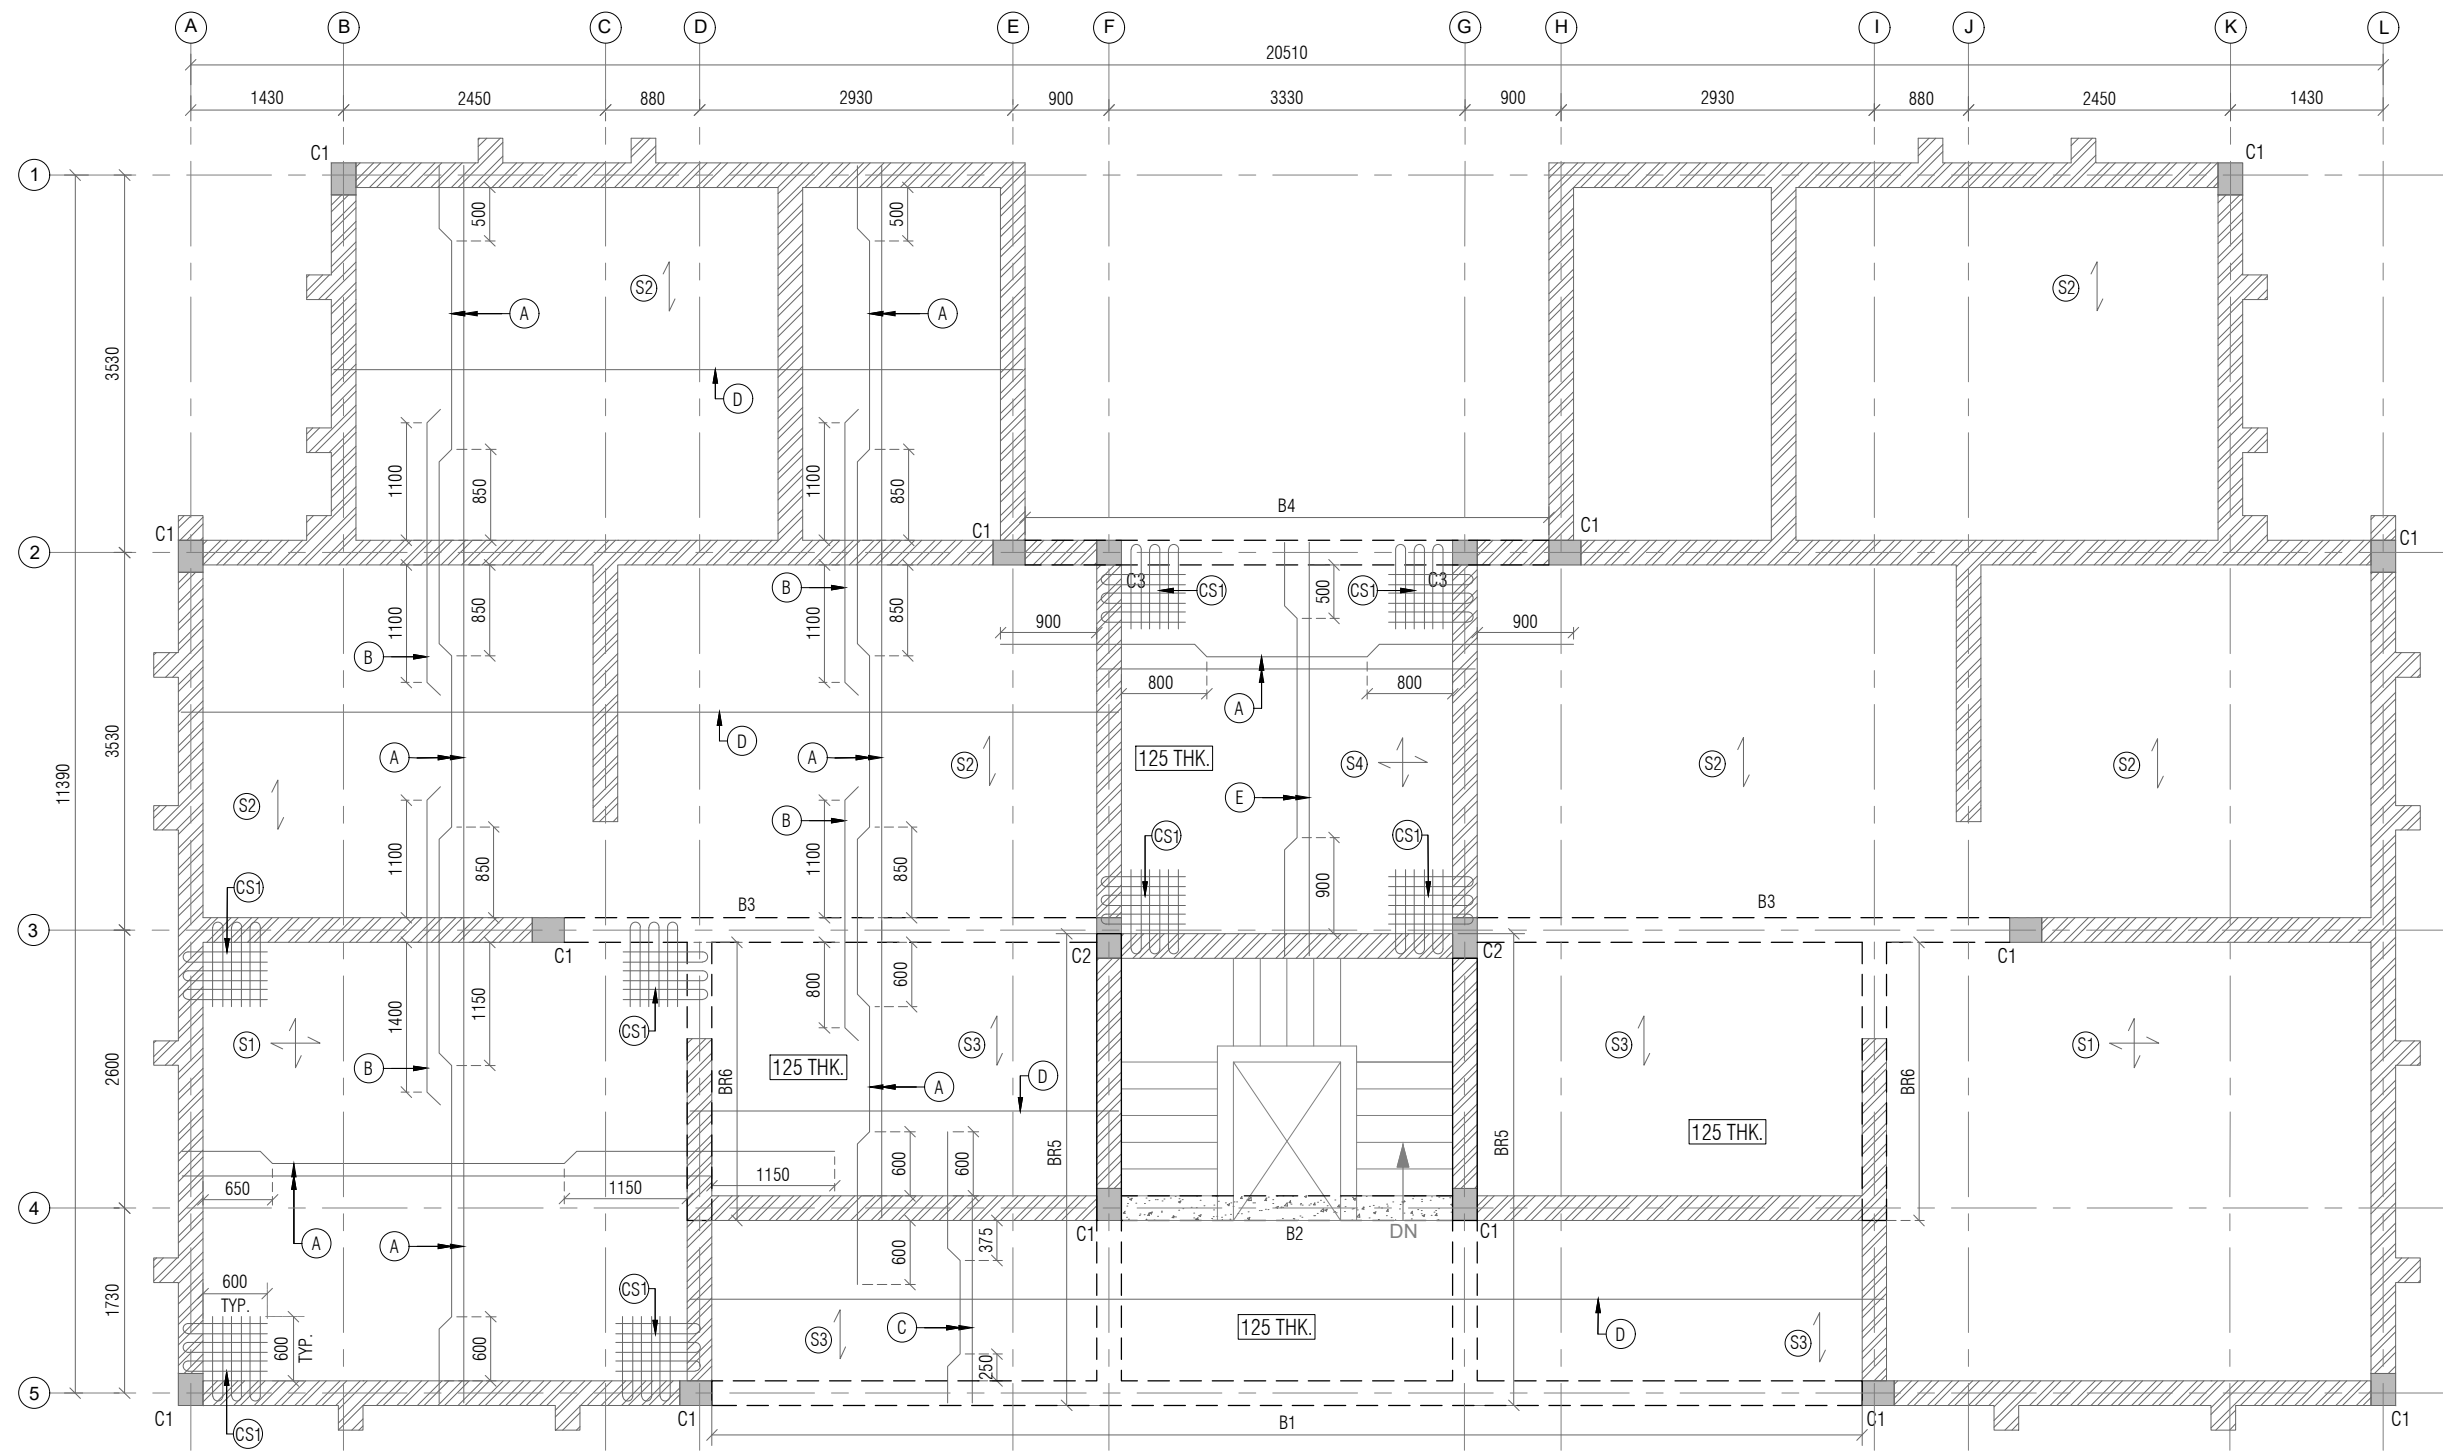 A B C D E F G H I J K L
20510
1430 2450 880 2930 900 3330 900 2930 880 2450 1430
C1 C1
1
500 500
S2 S2
A A
3530
D
1100 850 1100 850
B4
C1 C1 C1 C1
2
C3 C3
B CS1 CS1
1100 850 1100 850 500
900 900
B
800 800
A
D
3530
11390
A A 125 THK. S4 S2 S2
S2
E
S2
B CS1 CS1
1100 850 1100 850 900
CS1
B3 B3
3
C1 C2 C2 C1
1400 1150 800 600
CS1
S1 S3 S3 S1
2600
B 125 THK. D
BR6 A BR5 BR5 BR6
125 THK.
600 600
650 1150 1150
4
C1 C1
B2 DN
A A 600 375
600
TYP.
CS1
1730
600 TYP. 600
S3 C 125 THK. D S3
250
5
C1 C1 C1 C1
B1
CS1